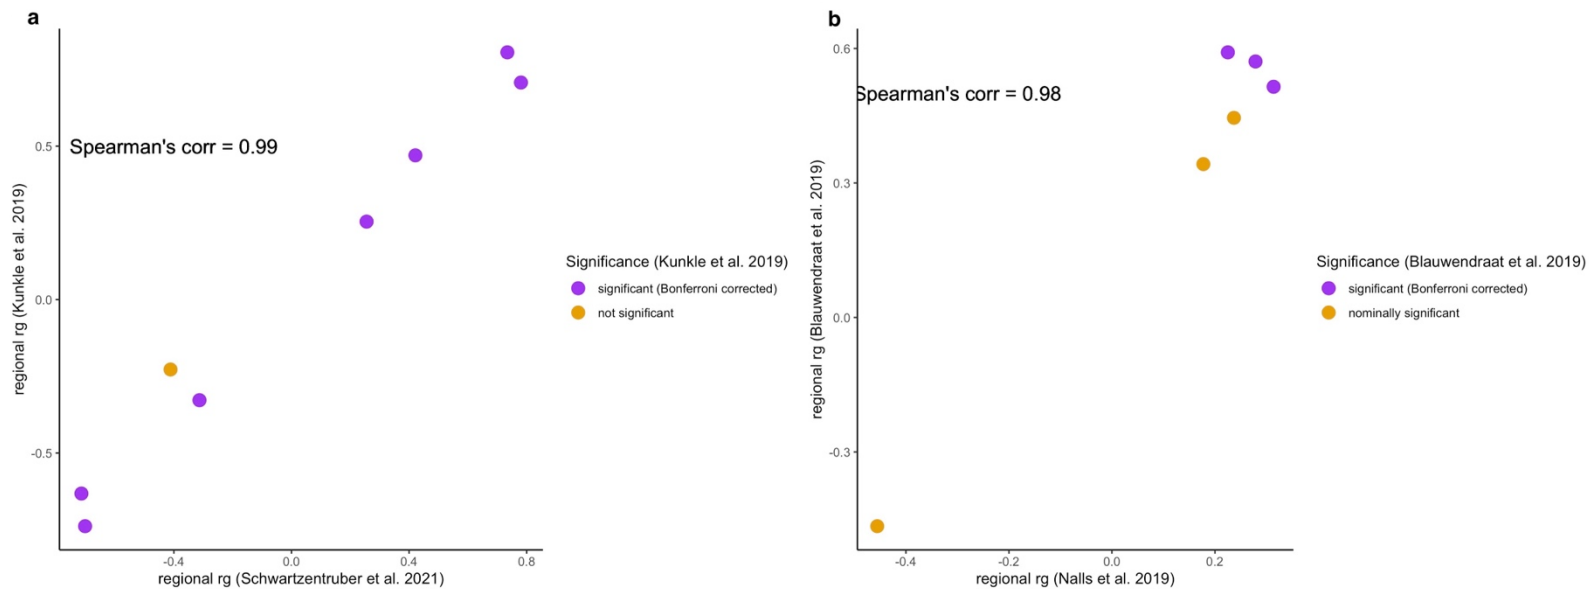 a
Spearman's corr = 0.99
regional rg (Kunkle et al. 2019)
0.5
0.0
-0.5
-0.4
0.0
0.4
0.8
regional rg (Schwartzentruber et al. 2021)
Significance (Kunkle et al. 2019)
significant (Bonferroni corrected)
not significant
b
Spearman's corr = 0.98
regional rg (Blauwendraat et al. 2019)
0.6
0.3
0.0
-0.3
-0.4
-0.2
0.0
0.2
regional rg (Nalls et al. 2019)
Significance (Blauwendraat et al. 2019)
significant (Bonferroni corrected)
nominally significant